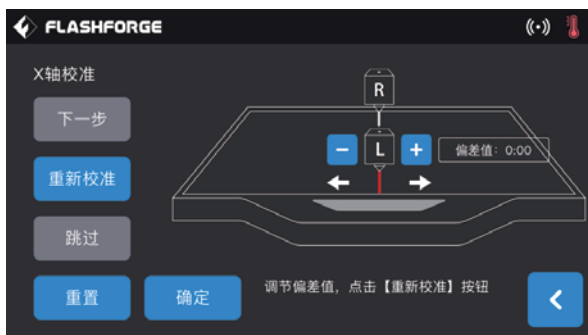 FLASHFORGE
X轴校准
下一步
R
L
偏差值：0:00
重新校准
跳过
重置
确定
调节偏差值，点击【重新校准】按钮